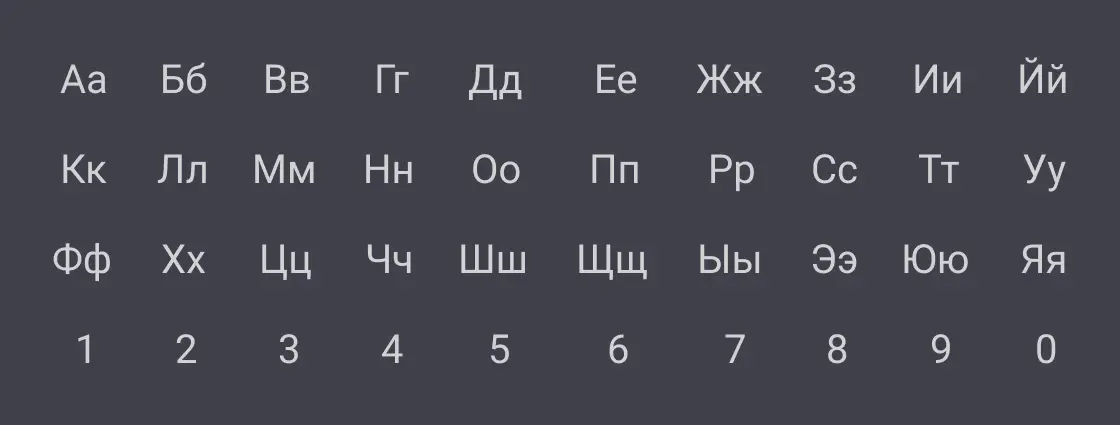 Аа Бб Вв Гг Дд Ее Жж Зз Ии Йй
Кк Лл Мм Нн Оо Пп Рр Сс Тт Уу
Фф Хх Цц Чч Шш Щщ Ыы Ээ Юю Яя
1 2 3 4 5 6 7 8 9 0